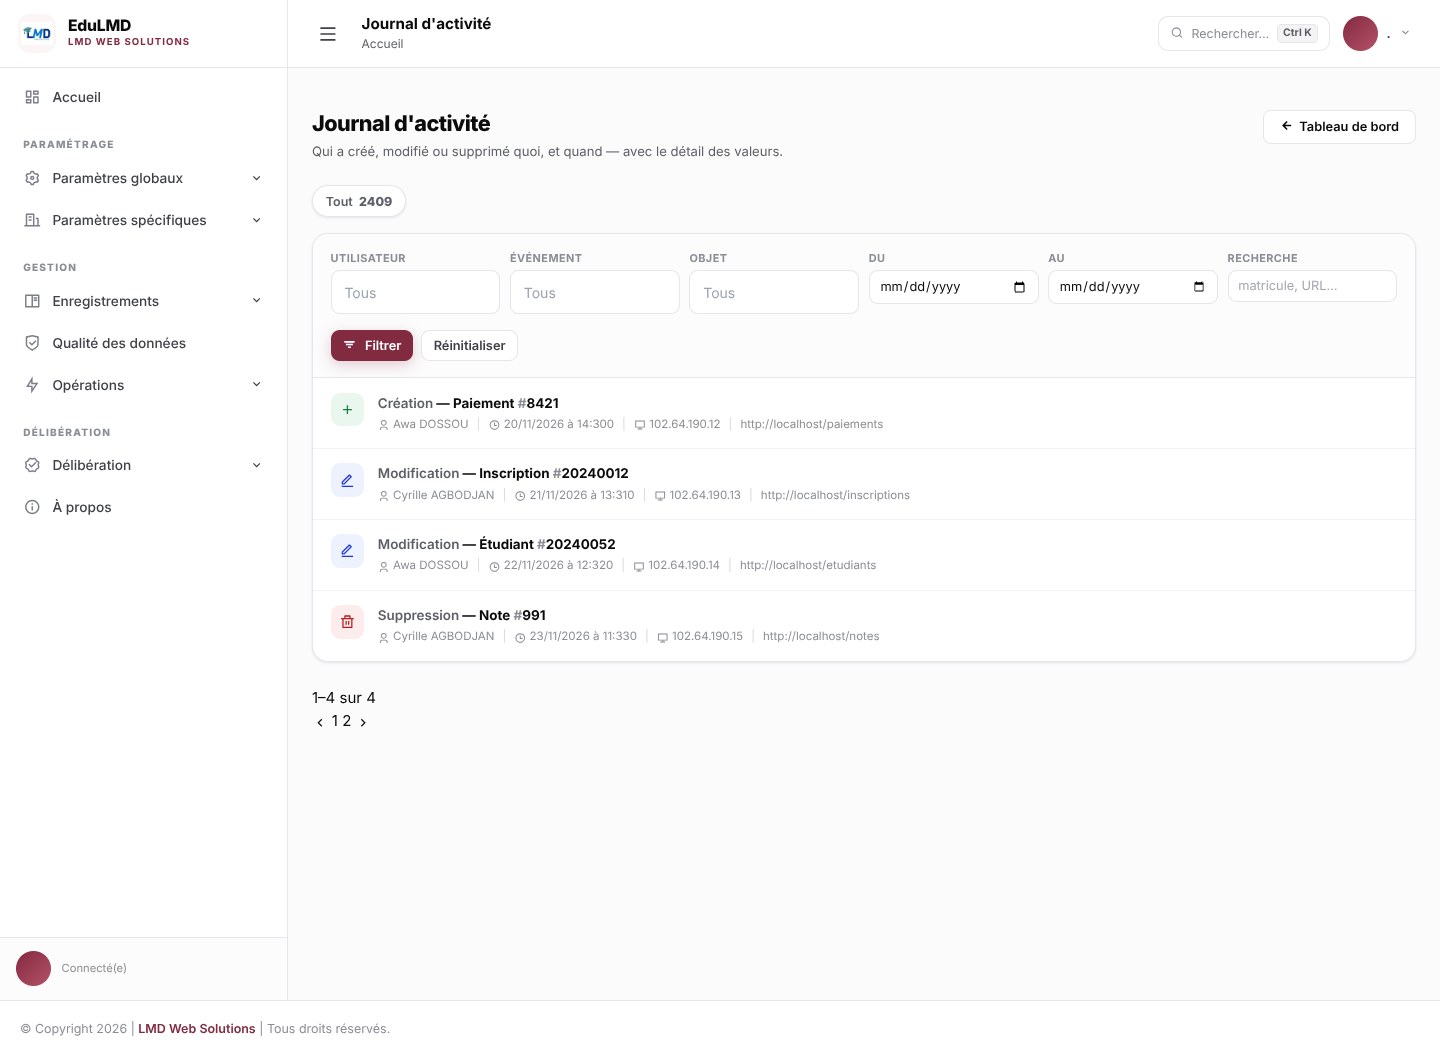 EduLMD
LMD WEB SOLUTIONS
Accueil
PARAMÉTRAGE
Paramètres globaux
Paramètres spécifiques
GESTION
Enregistrements
Qualité des données
Opérations
DÉLIBÉRATION
Délibération
À propos
Connecté(e)
Journal d'activité
Accueil
Rechercher... Ctrl K
.
Journal d'activité
Qui a créé, modifié ou supprimé quoi, et quand — avec le détail des valeurs.
Tableau de bord
Tout 2409
UTILISATEUR ÉVÉNEMENT OBJET DU AU RECHERCHE
Tous Tous Tous mm/dd/yyyy mm/dd/yyyy matricule, URL...
Filtrer Réinitialiser
Création — Paiement #8421
Awa DOSSOU | 20/11/2026 à 14:300 | 102.64.190.12 | http://localhost/paiements
Modification — Inscription #20240012
Cyrille AGBODJAN | 21/11/2026 à 13:310 | 102.64.190.13 | http://localhost/inscriptions
Modification — Étudiant #20240052
Awa DOSSOU | 22/11/2026 à 12:320 | 102.64.190.14 | http://localhost/etudiants
Suppression — Note #991
Cyrille AGBODJAN | 23/11/2026 à 11:330 | 102.64.190.15 | http://localhost/notes
1–4 sur 4
‹ 1 2 ›
© Copyright 2026 | LMD Web Solutions | Tous droits réservés.